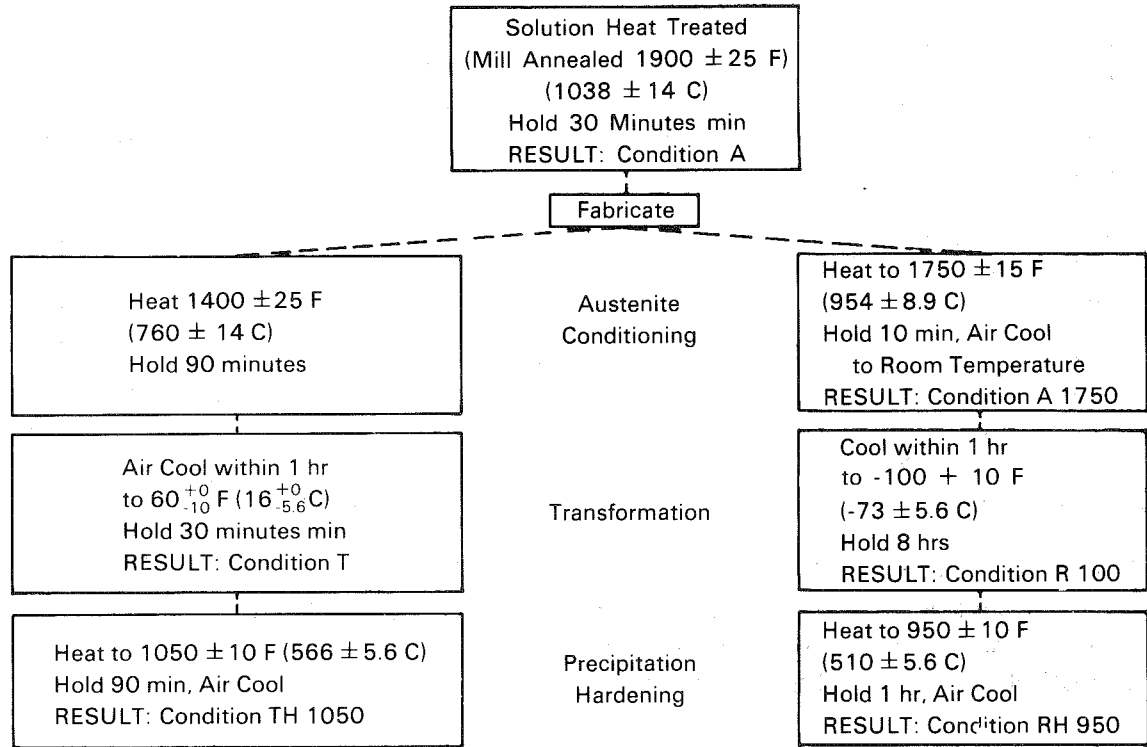 Solution Heat Treated
(Mill Annealed 1900 ±25 F)
(1038 ±14 C)
Hold 30 Minutes min
RESULT: Condition A
Fabricate
Heat 1400 ±25 F
(760 ± 14 C)
Hold 90 minutes
Austenite
Conditioning
Heat to 1750 ±15 F
(954 ±8.9 C)
Hold 10 min, Air Cool
to Room Temperature
RESULT: Condition A 1750
Air Cool within 1 hr
to 60 +0 -10 F (16 +0 -5.6 C)
Hold 30 minutes min
RESULT: Condition T
Transformation
Cool within 1 hr
to -100 + 10 F
(-73 ±5.6 C)
Hold 8 hrs
RESULT: Condition R 100
Heat to 1050 ±10 F (566 ±5.6 C)
Hold 90 min, Air Cool
RESULT: Condition TH 1050
Precipitation
Hardening
Heat to 950 ±10 F
(510 ±5.6 C)
Hold 1 hr, Air Cool
RESULT: Condition RH 950